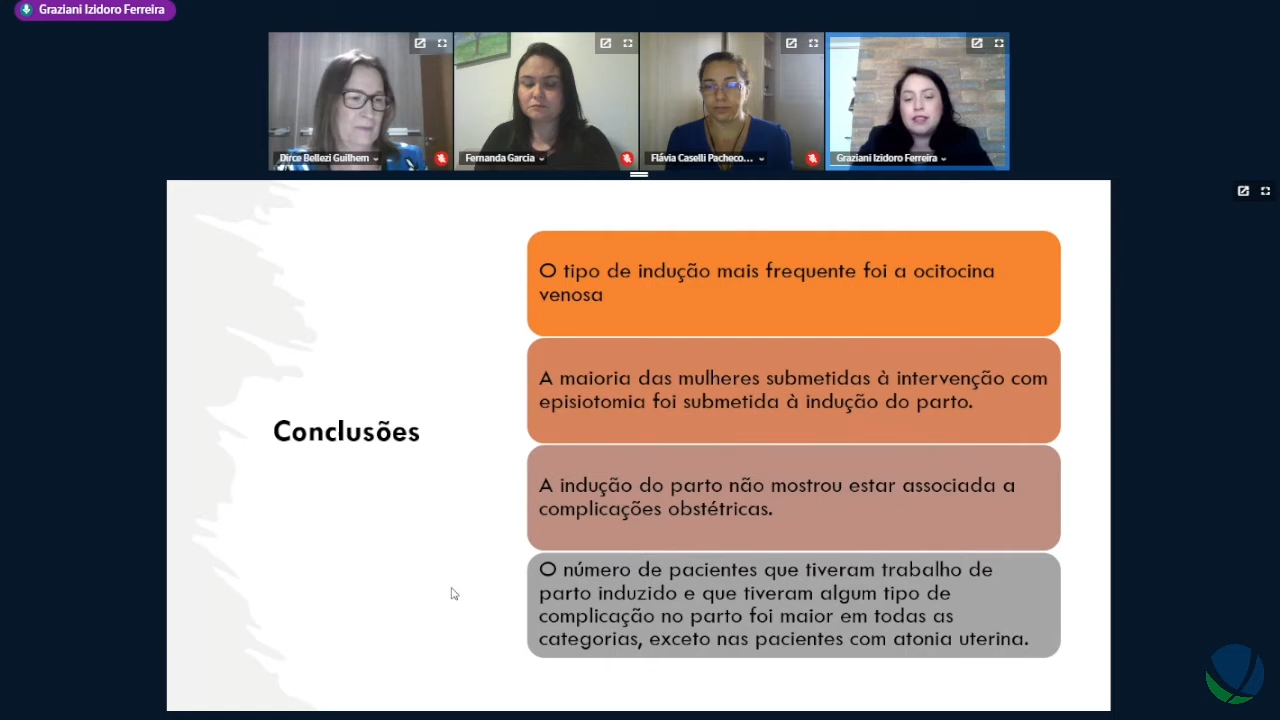 Graziani Izidoro Ferreira
Dirce Bellezi Guilhem
Fernanda Garcia
Flávia Caselli Pacheco...
Graziani Izidoro Ferreira
Conclusões
O tipo de indução mais frequente foi a ocitocina
venosa
A maioria das mulheres submetidas à intervenção com
episiotomia foi submetida à indução do parto.
A indução do parto não mostrou estar associada a
complicações obstétricas.
O número de pacientes que tiveram trabalho de
parto induzido e que tiveram algum tipo de
complicação no parto foi maior em todas as
categorias, exceto nas pacientes com atonia uterina.